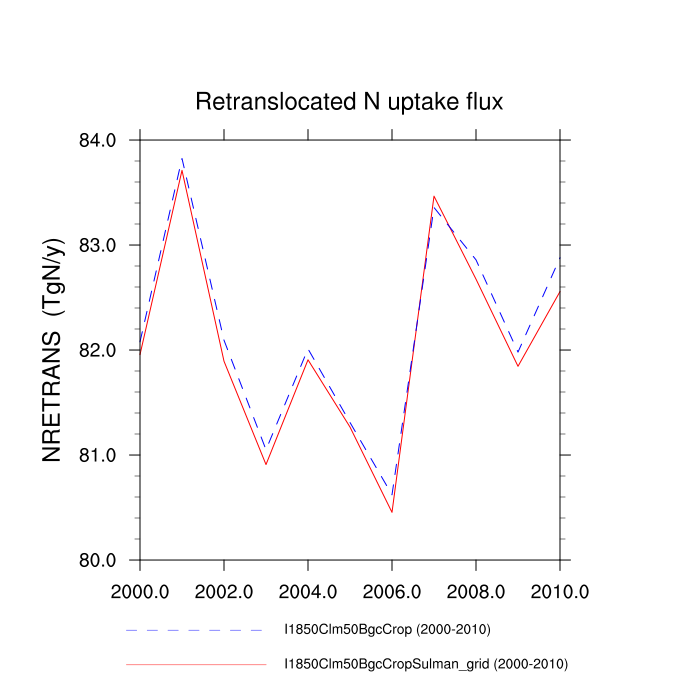 Retranslocated N uptake flux
84.0
83.0
82.0
81.0
80.0
NRETRANS (TgN/y)
2000.0 2002.0 2004.0 2006.0 2008.0 2010.0
I1850Clm50BgcCrop (2000-2010)
I1850Clm50BgcCropSulman_grid (2000-2010)